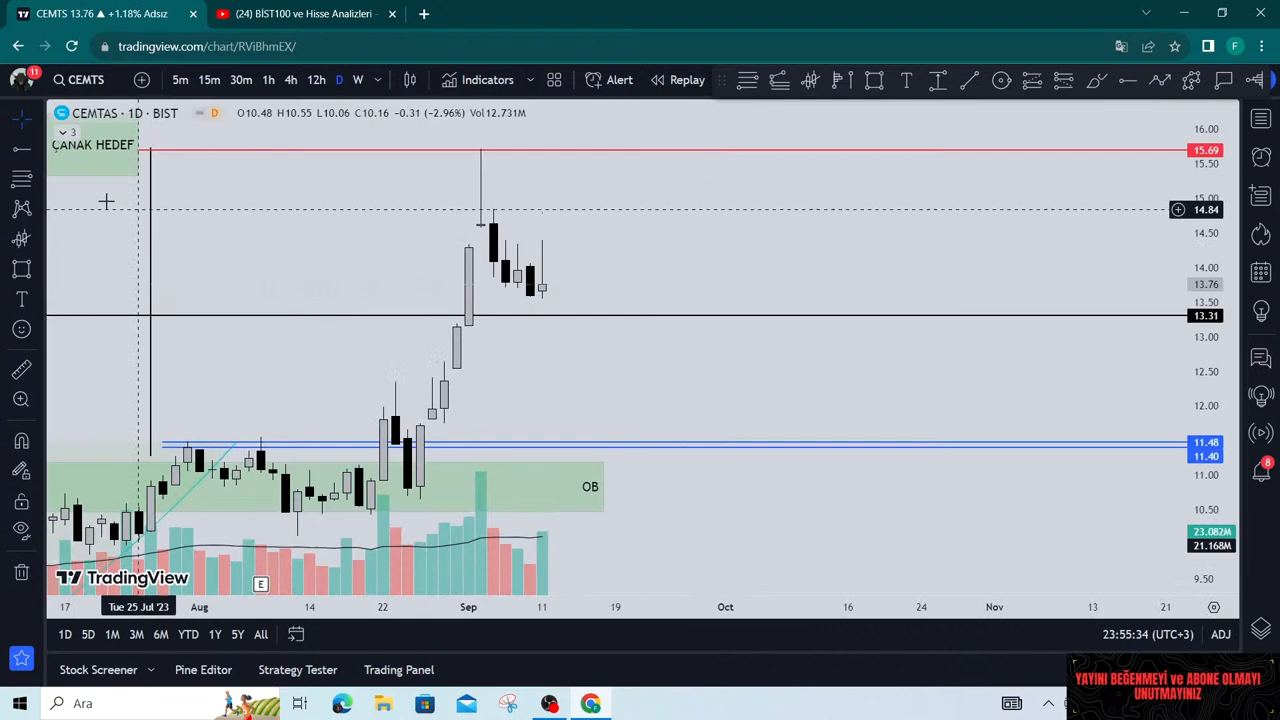 CEMTS 13.76 ▲ +1.18% Adsız
(24) BİST100 ve Hisse Analizleri -
tradingview.com/chart/RViBhmEX/
11
CEMTS
5m 15m 30m 1h 4h 12h D W
Indicators
Alert
Replay
CEMTAS · 1D · BIST
D
O10.48 H10.55 L10.06 C10.16 −0.31 (−2.96%) Vol12.731M
3
ÇANAK HEDEF
16.00
15.69
15.50
15.00
14.84
14.50
14.00
13.76
13.50
13.31
13.00
12.50
12.00
11.48
11.40
11.00
10.50
23.082M
21.168M
9.50
OB
TradingView
E
17
Tue 25 Jul '23
Aug
14
22
Sep
11
19
Oct
16
24
Nov
13
21
1D 5D 1M 3M 6M YTD 1Y 5Y All
23:55:34 (UTC+3)
ADJ
8
Stock Screener
Pine Editor
Strategy Tester
Trading Panel
Ara
YAYINI BEĞENMEYİ ve ABONE OLMAYI
UNUTMAYINIZ
F